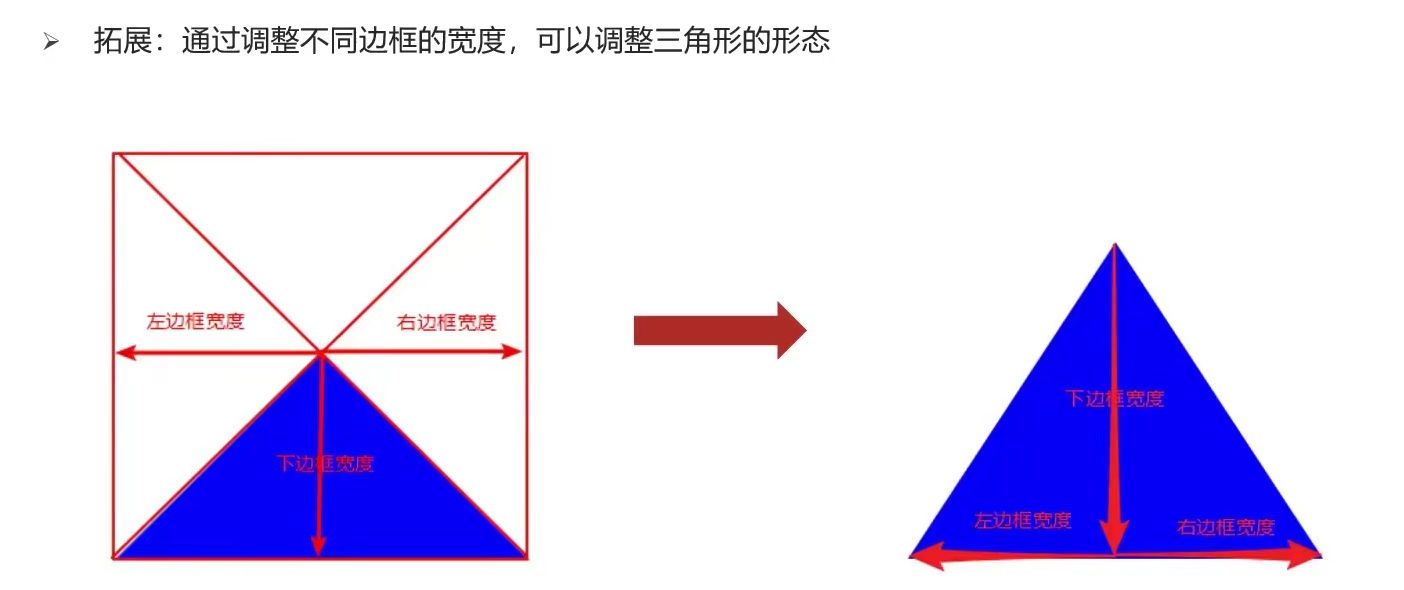 拓展：通过调整不同边框的宽度，可以调整三角形的形态
左边框宽度
右边框宽度
下边框宽度
下边框宽度
左边框宽度
右边框宽度